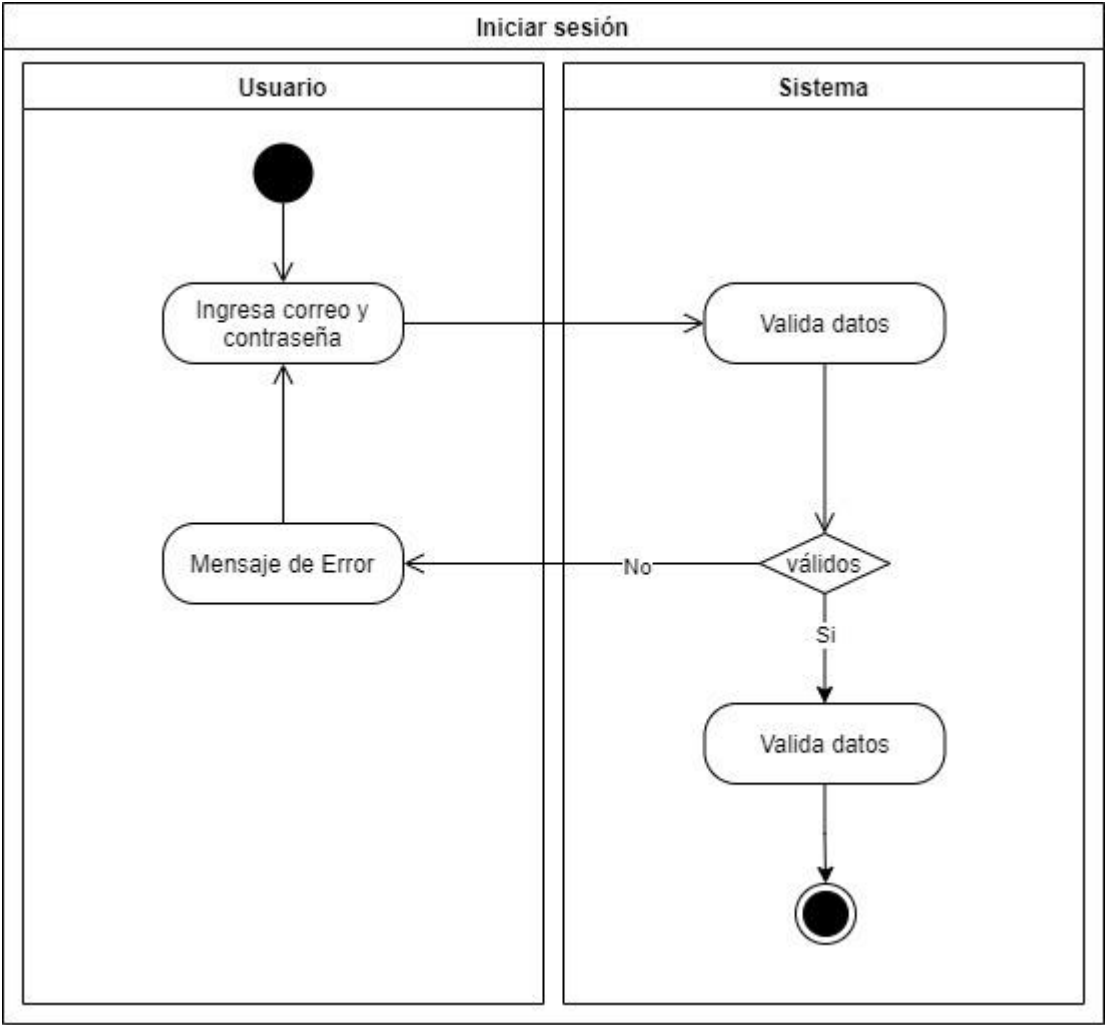 Iniciar sesión
Usuario
Sistema
Ingresa correo y
contraseña
Valida datos
Mensaje de Error
No
válidos
Si
Valida datos